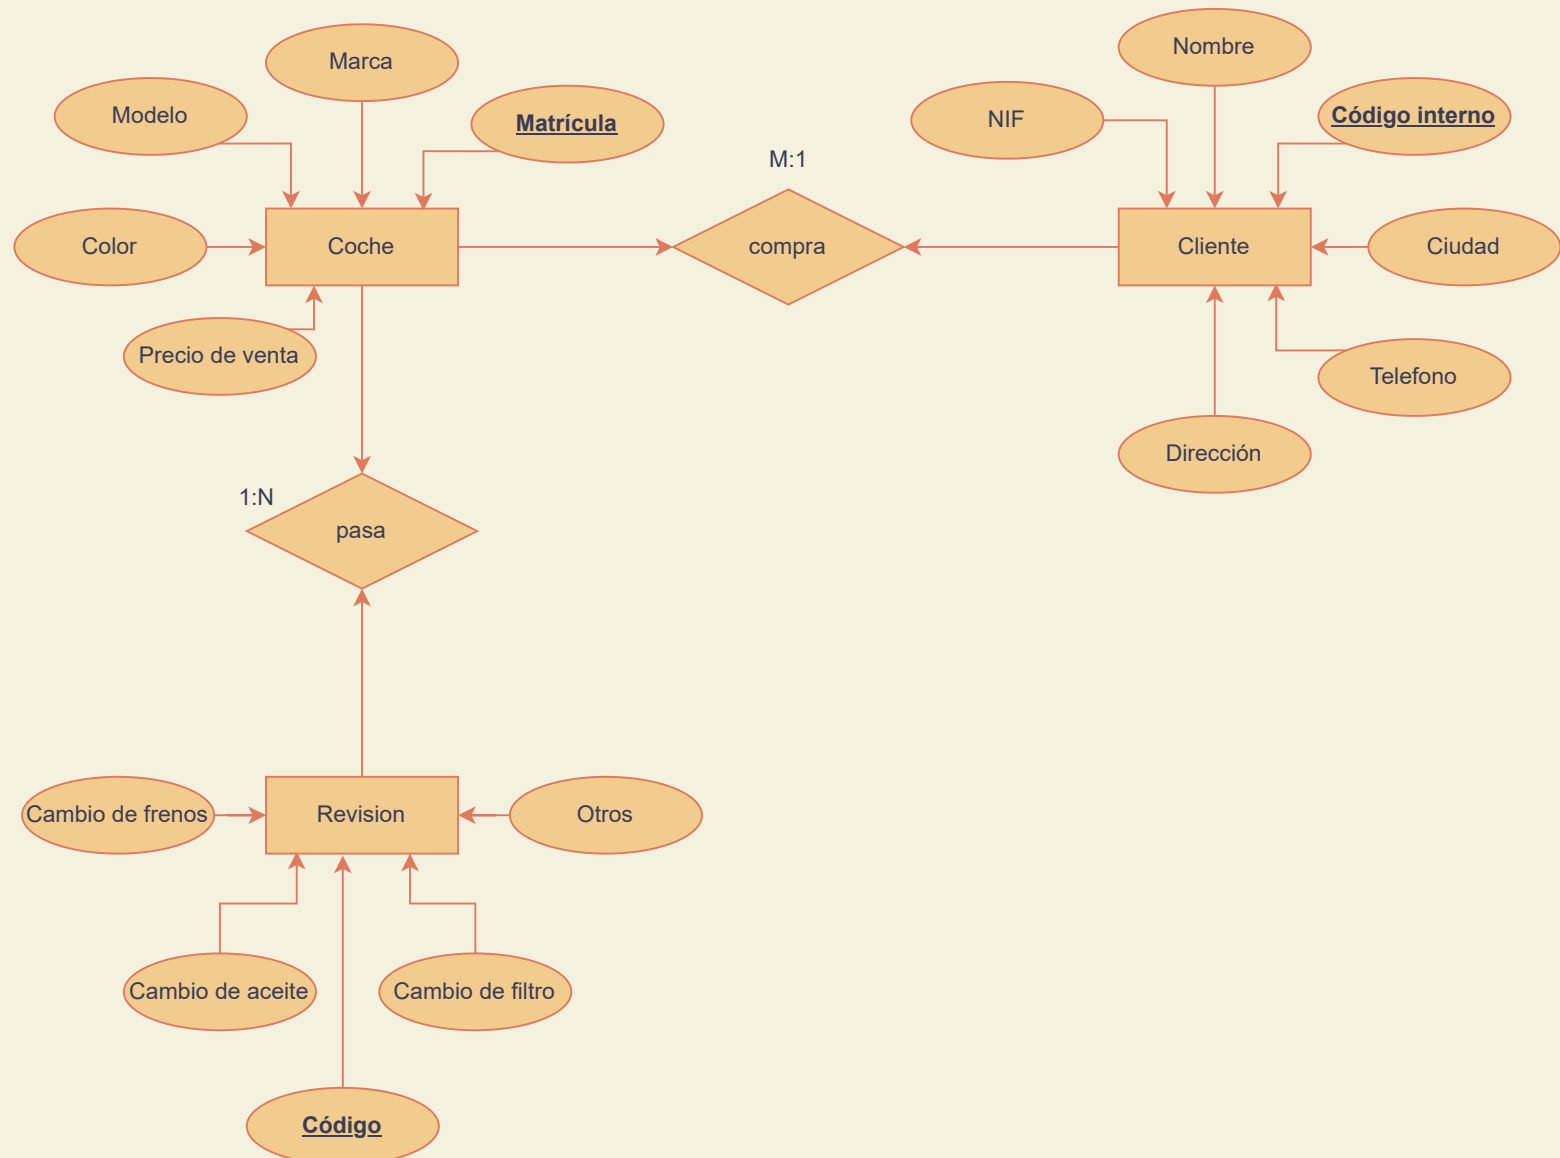 Nombre
Marca
Modelo
Matrícula
NIF
Código interno
M:1
Color
Coche
compra
Cliente
Ciudad
Precio de venta
Telefono
Dirección
1:N
pasa
Cambio de frenos
Revision
Otros
Cambio de aceite
Cambio de filtro
Código